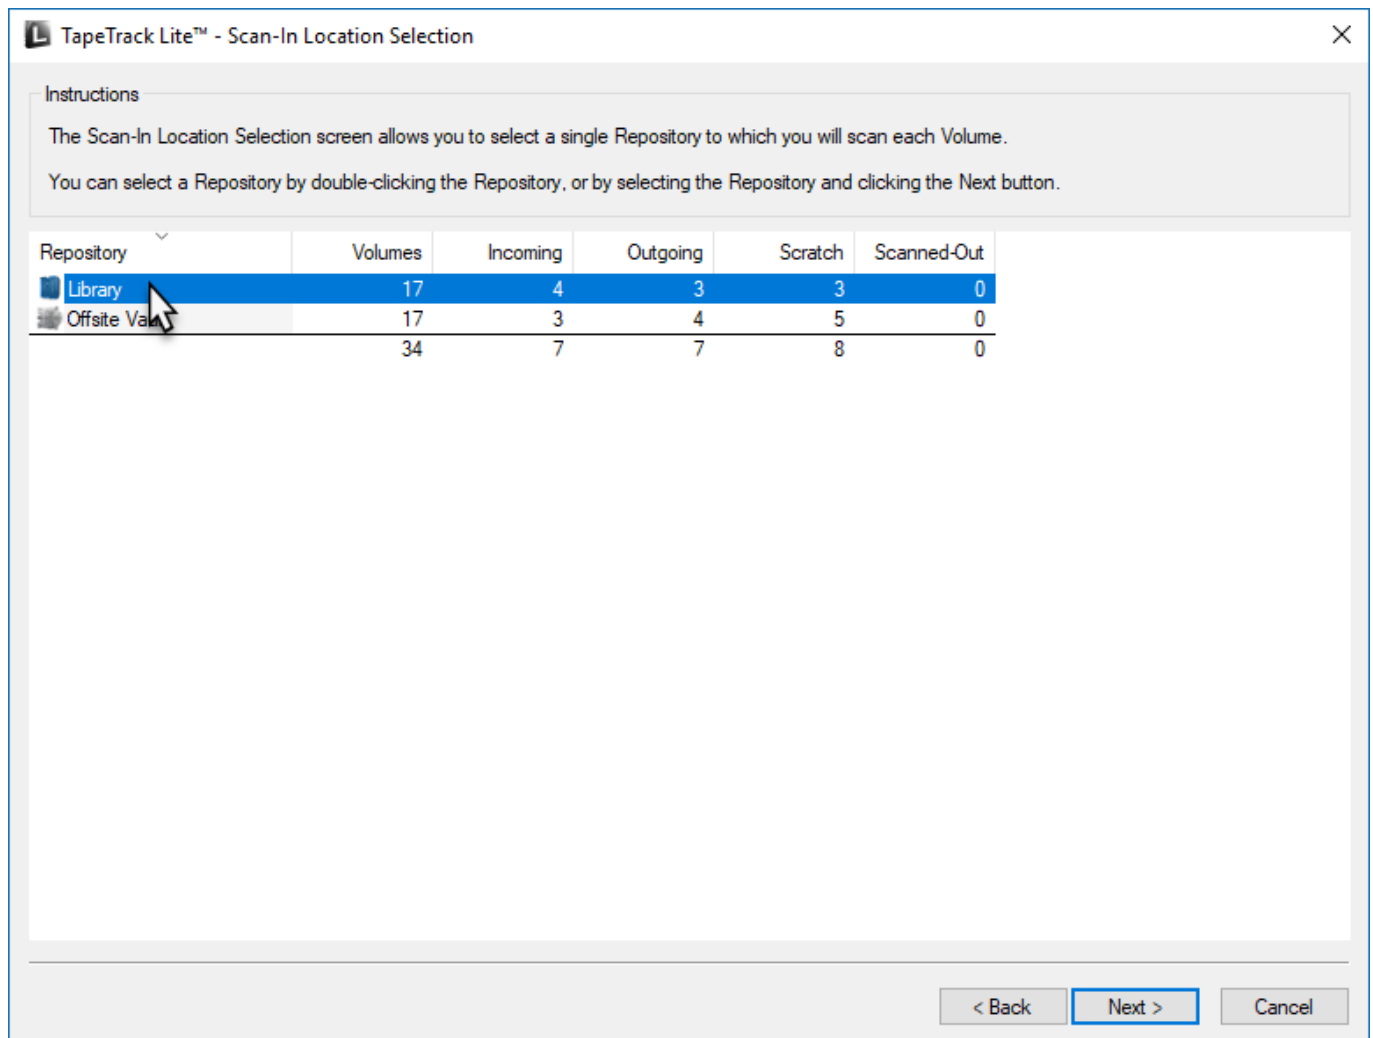 TapeTrack Lite™ - Scan-In Location Selection
Instructions
The Scan-In Location Selection screen allows you to select a single Repository to which you will scan each Volume.
You can select a Repository by double-clicking the Repository, or by selecting the Repository and clicking the Next button.
Repository Volumes Incoming Outgoing Scratch Scanned-Out
Library 17 4 3 3 0
Offsite 17 3 4 5 0
34 7 7 8 0
< Back Next > Cancel